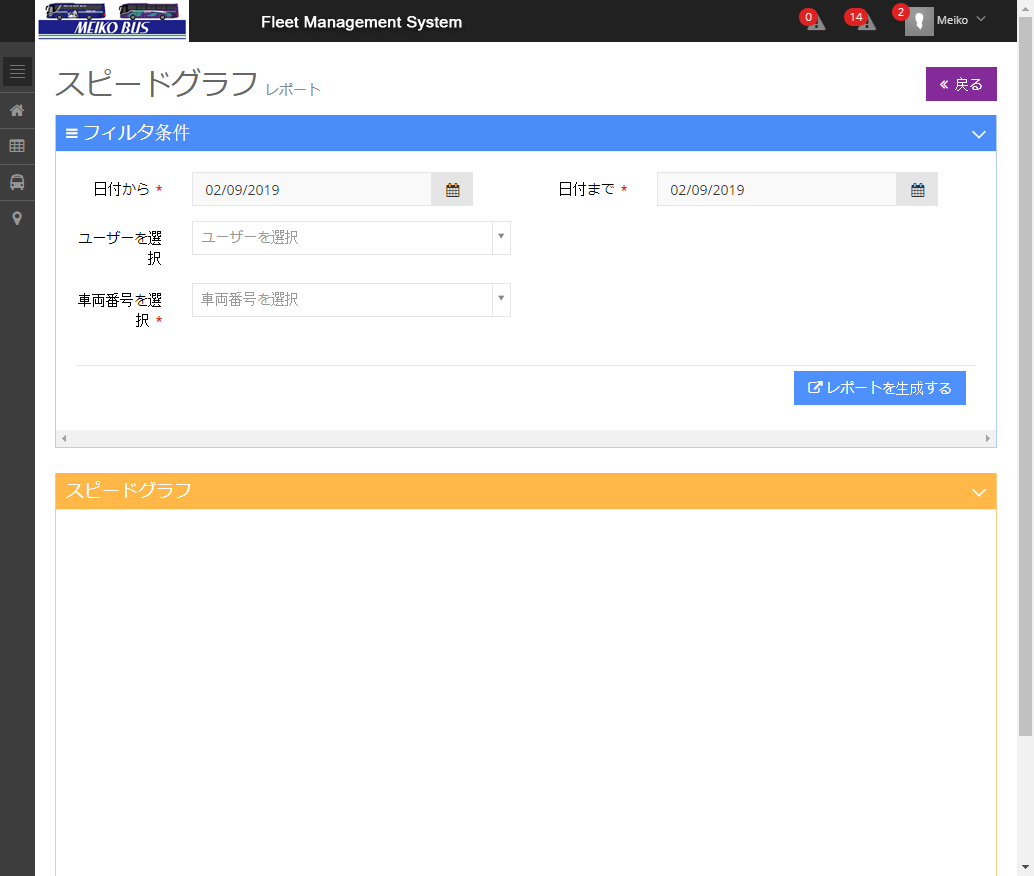 MEIKO BUS
Fleet Management System
0
14
2
Meiko
スピードグラフ レポート
« 戻る
フィルタ条件
日付から *
02/09/2019
日付まで *
02/09/2019
ユーザーを選
択
ユーザーを選択
車両番号を選
択 *
車両番号を選択
レポートを生成する
スピードグラフ